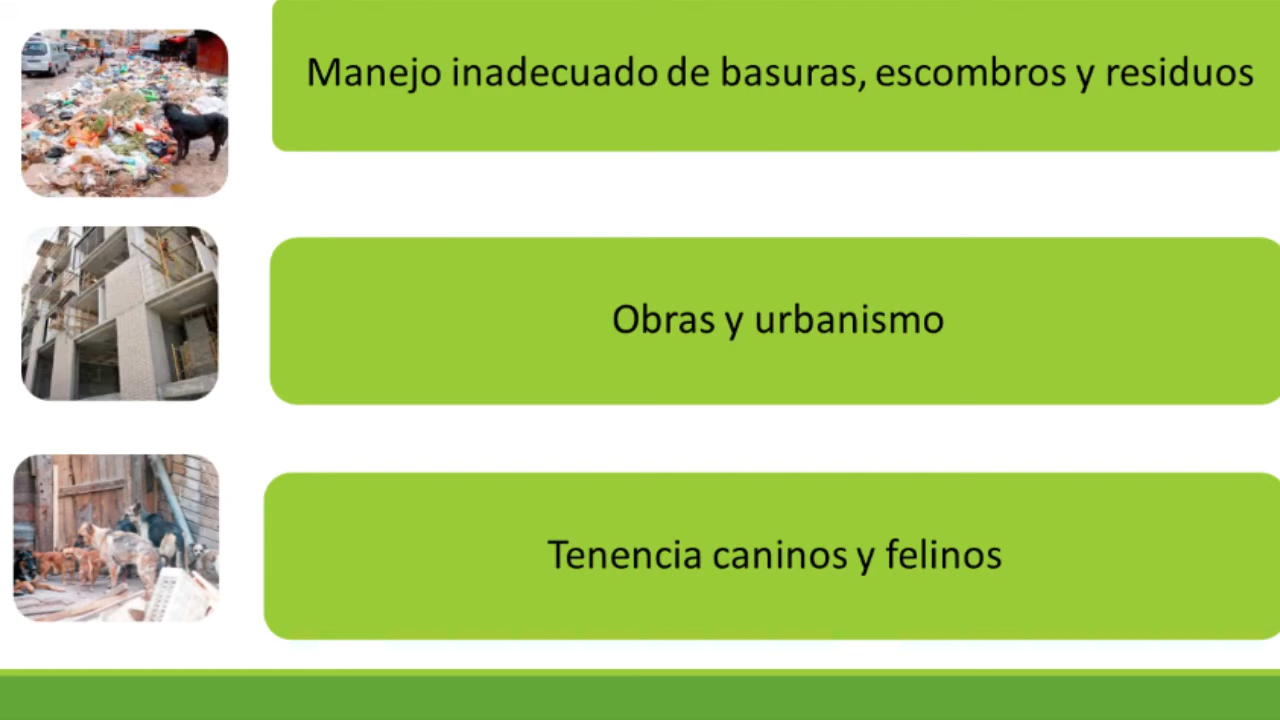 Manejo inadecuado de basuras, escombros y residuos
Obras y urbanismo
Tenencia caninos y felinos